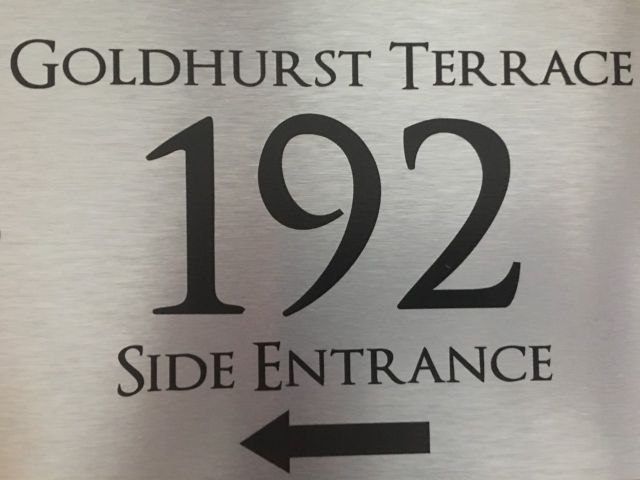 GOLDHURST TERRACE
192
SIDE ENTRANCE